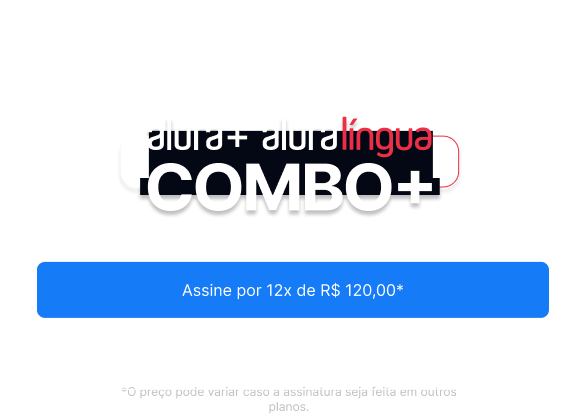 alura+ aluralíngua
COMBO+
Assine por 12x de R$ 120,00*
*O preço pode variar caso a assinatura seja feita em outros
planos.